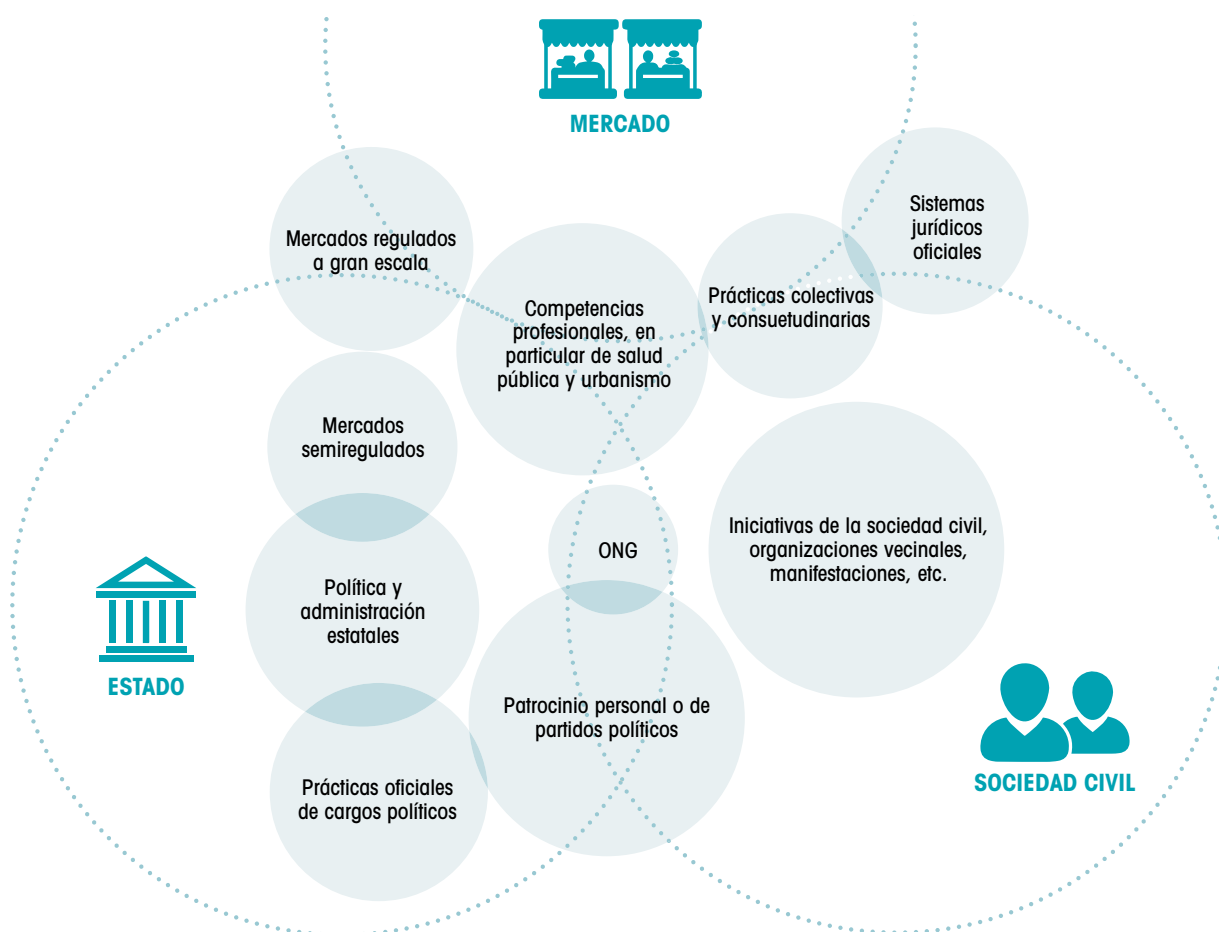 MERCADO
Sistemas
jurídicos
oficiales
Mercados regulados
a gran escala
Prácticas colectivas
y consuetudinarias
Competencias
profesionales, en
particular de salud
pública y urbanismo
Mercados
semiregulados
Iniciativas de la sociedad civil,
organizaciones vecinales,
manifestaciones, etc.
ONG
Política y
administración
estatales
ESTADO
Patrocinio personal o de
partidos políticos
SOCIEDAD CIVIL
Prácticas oficiales
de cargos políticos